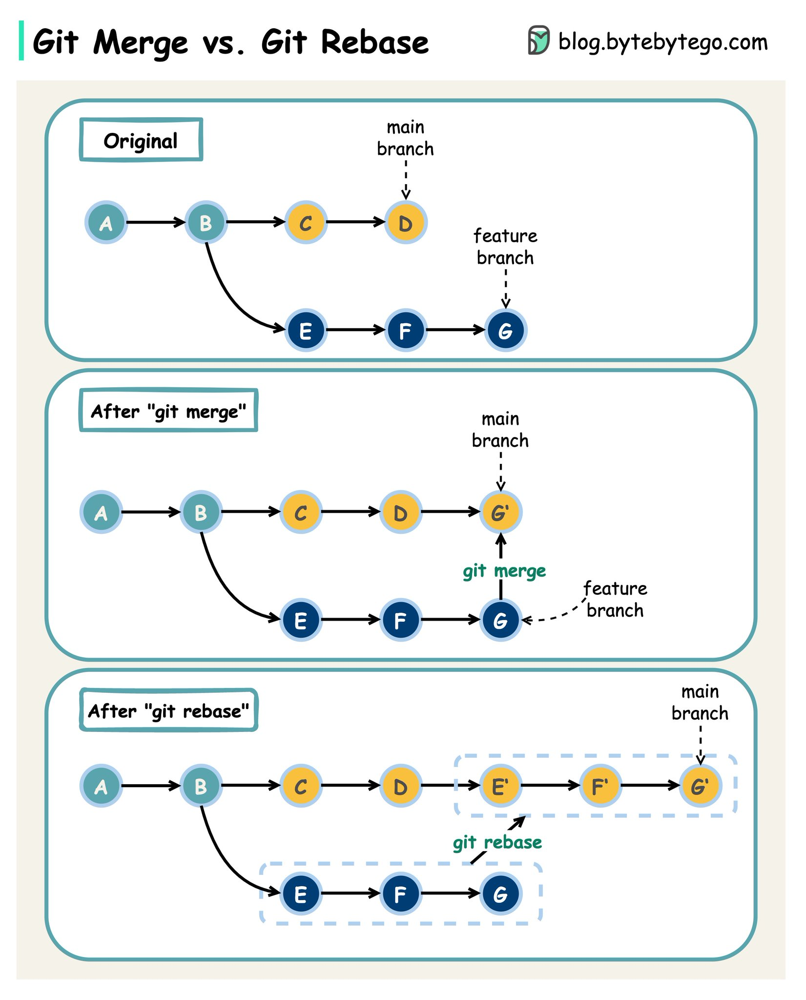 Git Merge vs. Git Rebase
blog.bytebytego.com
Original
main
branch
A
B
C
D
feature
branch
E
F
G
After "git merge"
main
branch
A
B
C
D
G'
git merge
feature
branch
E
F
G
After "git rebase"
main
branch
A
B
C
D
E'
F'
G'
git rebase
E
F
G